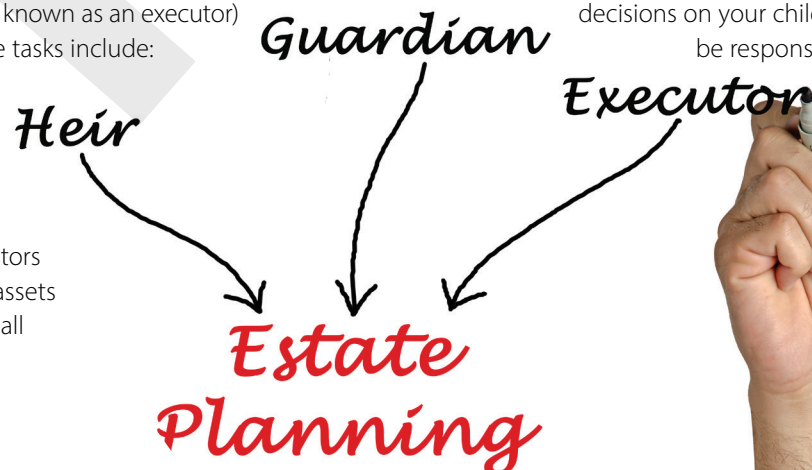 known as an executor)
e tasks include:
tors
assets
all
decisions on your child
be respons
Guardian
Executor
Heir
Estate
Planning